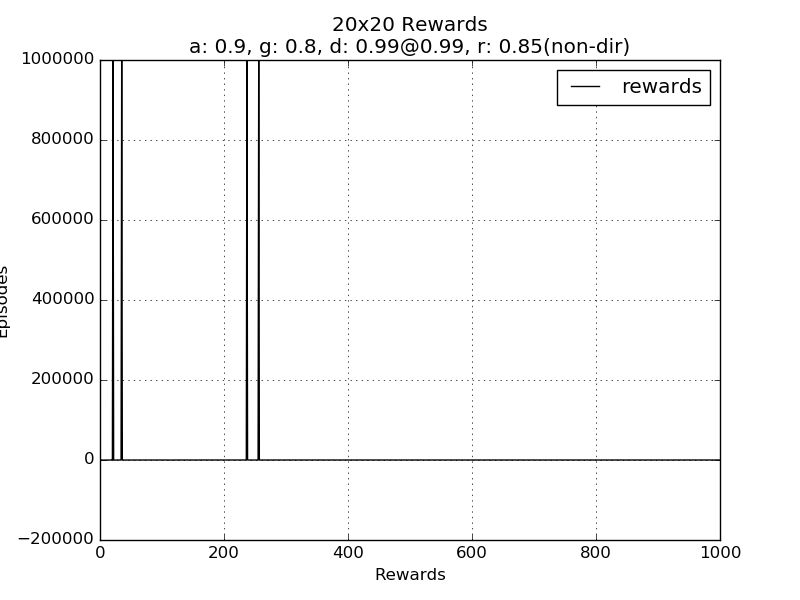 20x20 Rewards
a: 0.9, g: 0.8, d: 0.99@0.99, r: 0.85(non-dir)
rewards
1000000
800000
600000
400000
200000
0
−200000
Episodes
0 200 400 600 800 1000
Rewards